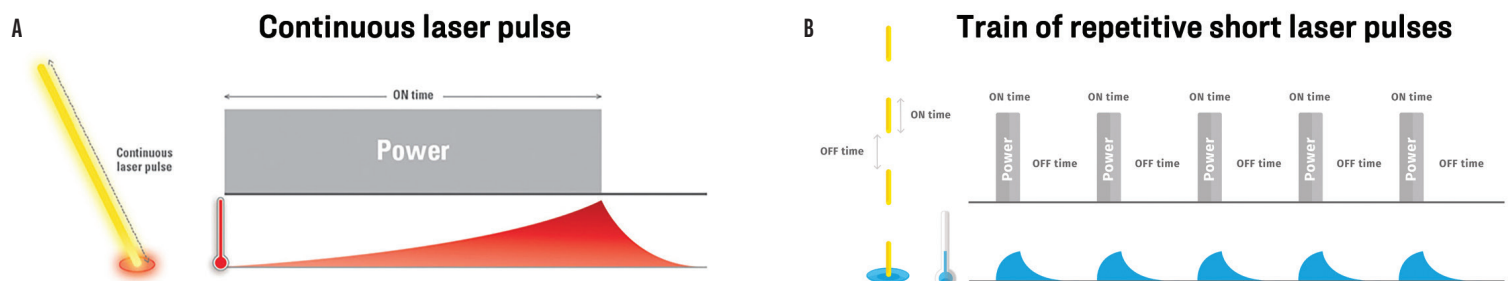 A
Continuous laser pulse
ON time
Power
Continuous
laser pulse
B
Train of repetitive short laser pulses
ON time ON time ON time ON time ON time
ON time
OFF time
Power Power Power Power Power
OFF time OFF time OFF time OFF time OFF time